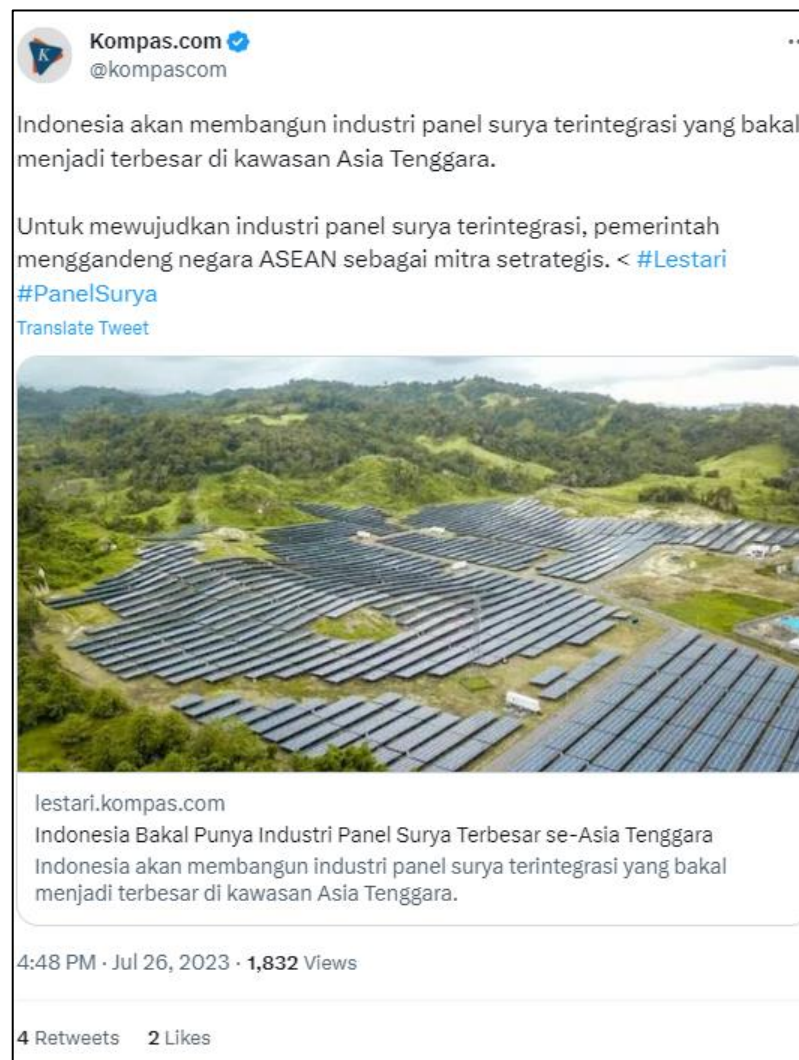 Kompas.com
@kompascom
Indonesia akan membangun industri panel surya terintegrasi yang bakal
menjadi terbesar di kawasan Asia Tenggara.
Untuk mewujudkan industri panel surya terintegrasi, pemerintah
menggandeng negara ASEAN sebagai mitra setrategis. < #Lestari
#PanelSurya
Translate Tweet
lestari.kompas.com
Indonesia Bakal Punya Industri Panel Surya Terbesar se-Asia Tenggara
Indonesia akan membangun industri panel surya terintegrasi yang bakal
menjadi terbesar di kawasan Asia Tenggara.
4:48 PM · Jul 26, 2023 · 1,832 Views
4 Retweets 2 Likes